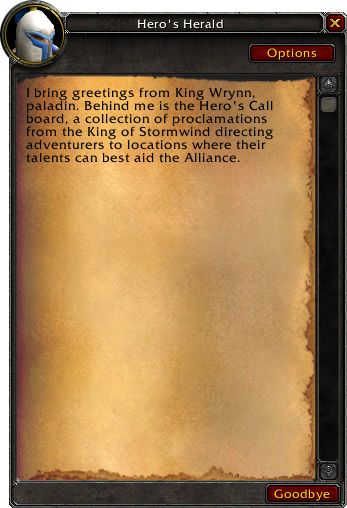 Hero's Herald
Options
I bring greetings from King Wrynn,
paladin. Behind me is the Hero's Call
board, a collection of proclamations
from the King of Stormwind directing
adventurers to locations where their
talents can best aid the Alliance.
Goodbye